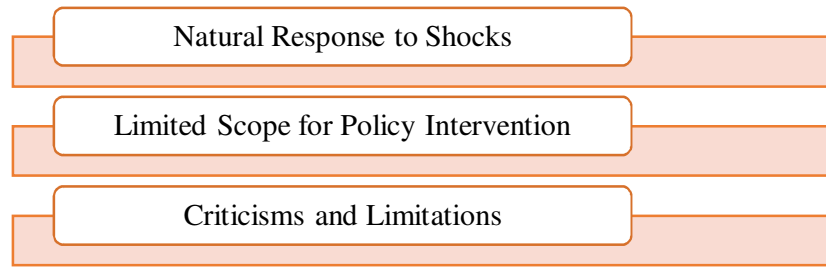 Natural Response to Shocks
Limited Scope for Policy Intervention
Criticisms and Limitations